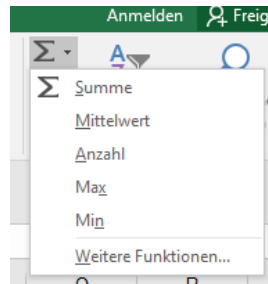 Anmelden Freig
Σ
Σ Summe
Mittelwert
Anzahl
Max
Min
Weitere Funktionen...